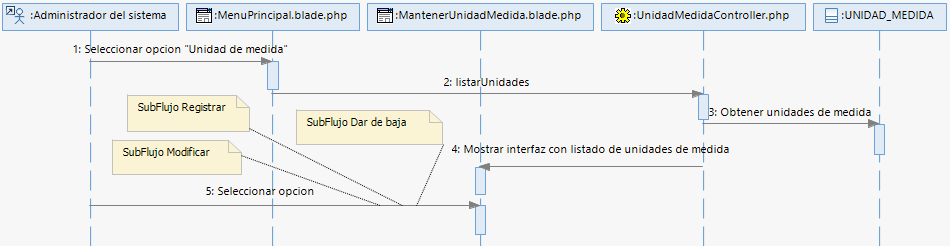 :Administrador del sistema
:MenuPrincipal.blade.php
:MantenerUnidadMedida.blade.php
:UnidadMedidaController.php
:UNIDAD_MEDIDA
1: Seleccionar opcion "Unidad de medida"
2: listarUnidades
SubFlujo Registrar
SubFlujo Dar de baja
3: Obtener unidades de medida
SubFlujo Modificar
4: Mostrar interfaz con listado de unidades de medida
5: Seleccionar opcion